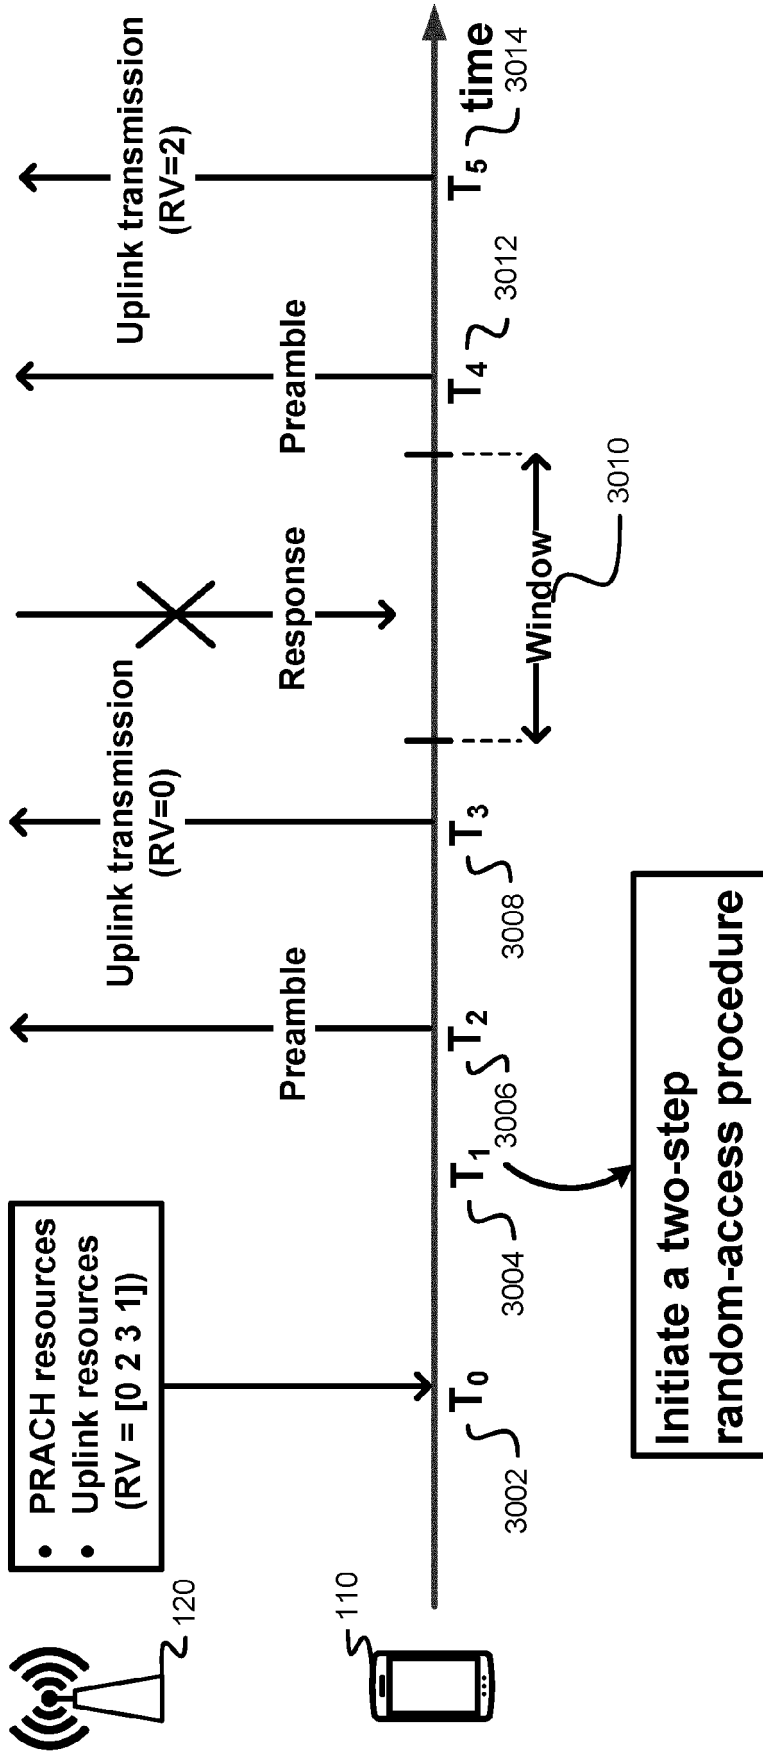 120
110
• PRACH resources
• Uplink resources
(RV = [0 2 3 1])
Preamble
Uplink transmission
(RV=0)
Response
Preamble
Uplink transmission
(RV=2)
T0
T1
T2
T3
T4
T5
time
3002
3004
3006
3008
Window
3010
3012
3014
Initiate a two-step
random-access procedure